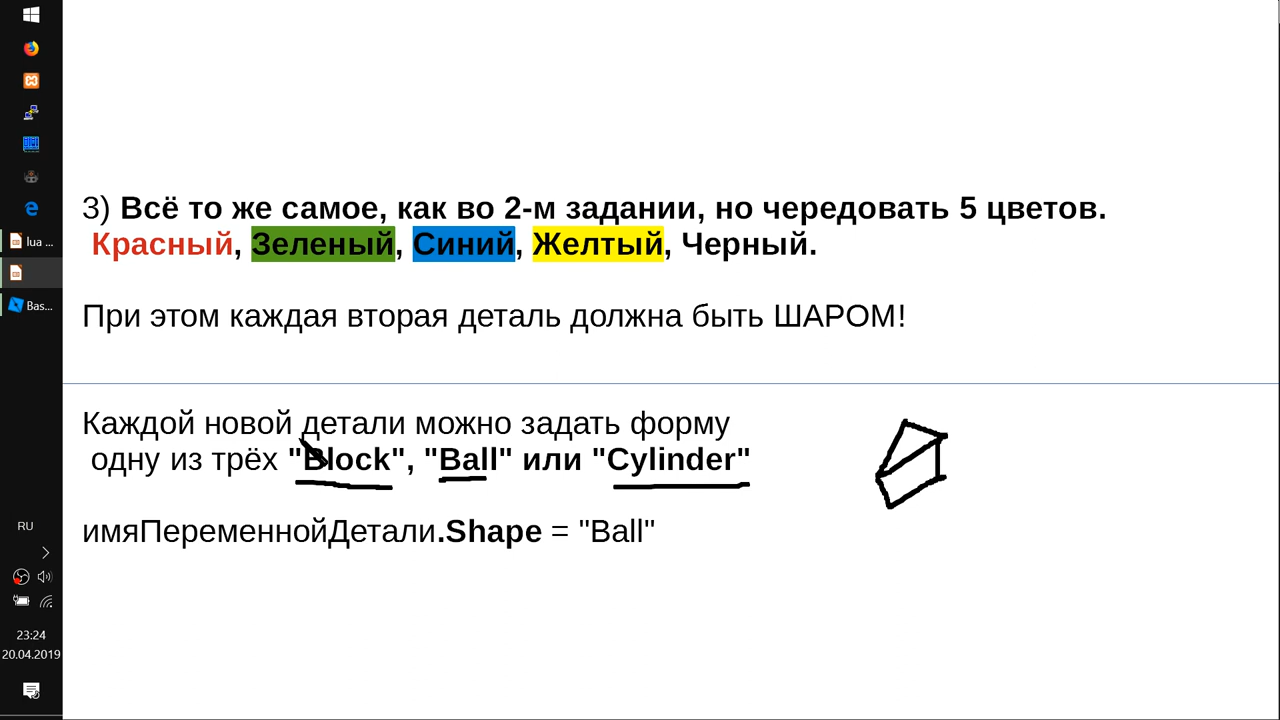 3) Всё то же самое, как во 2-м задании, но чередовать 5 цветов.
Красный, Зеленый, Синий, Желтый, Черный.
При этом каждая вторая деталь должна быть ШАРОМ!
Каждой новой детали можно задать форму
одну из трёх "Block", "Ball" или "Cylinder"
имяПеременнойДетали.Shape = "Ball"
lua ...
Bas...
RU
23:24
20.04.2019